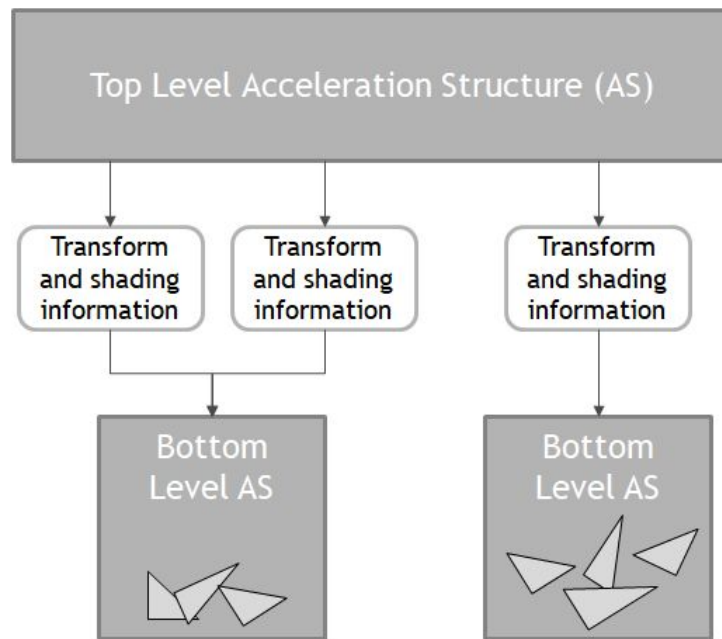 Top Level Acceleration Structure (AS)
Transform
and shading
information
Transform
and shading
information
Transform
and shading
information
Bottom
Level AS
Bottom
Level AS